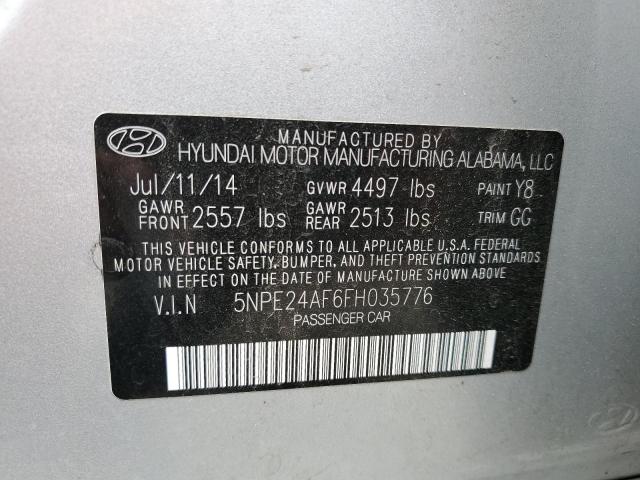 MANUFACTURED BY
HYUNDAI MOTOR MANUFACTURING ALABAMA, LLC
Jul/11/14 GVWR 4497 lbs PAINT Y8
GAWR FRONT 2557 lbs GAWR REAR 2513 lbs TRIM GG
THIS VEHICLE CONFORMS TO ALL APPLICABLE U.S.A. FEDERAL
MOTOR VEHICLE SAFETY, BUMPER, AND THEFT PREVENTION STANDARDS
IN EFFECT ON THE DATE OF MANUFACTURE SHOWN ABOVE
V.I.N 5NPE24AF6FH035776
PASSENGER CAR